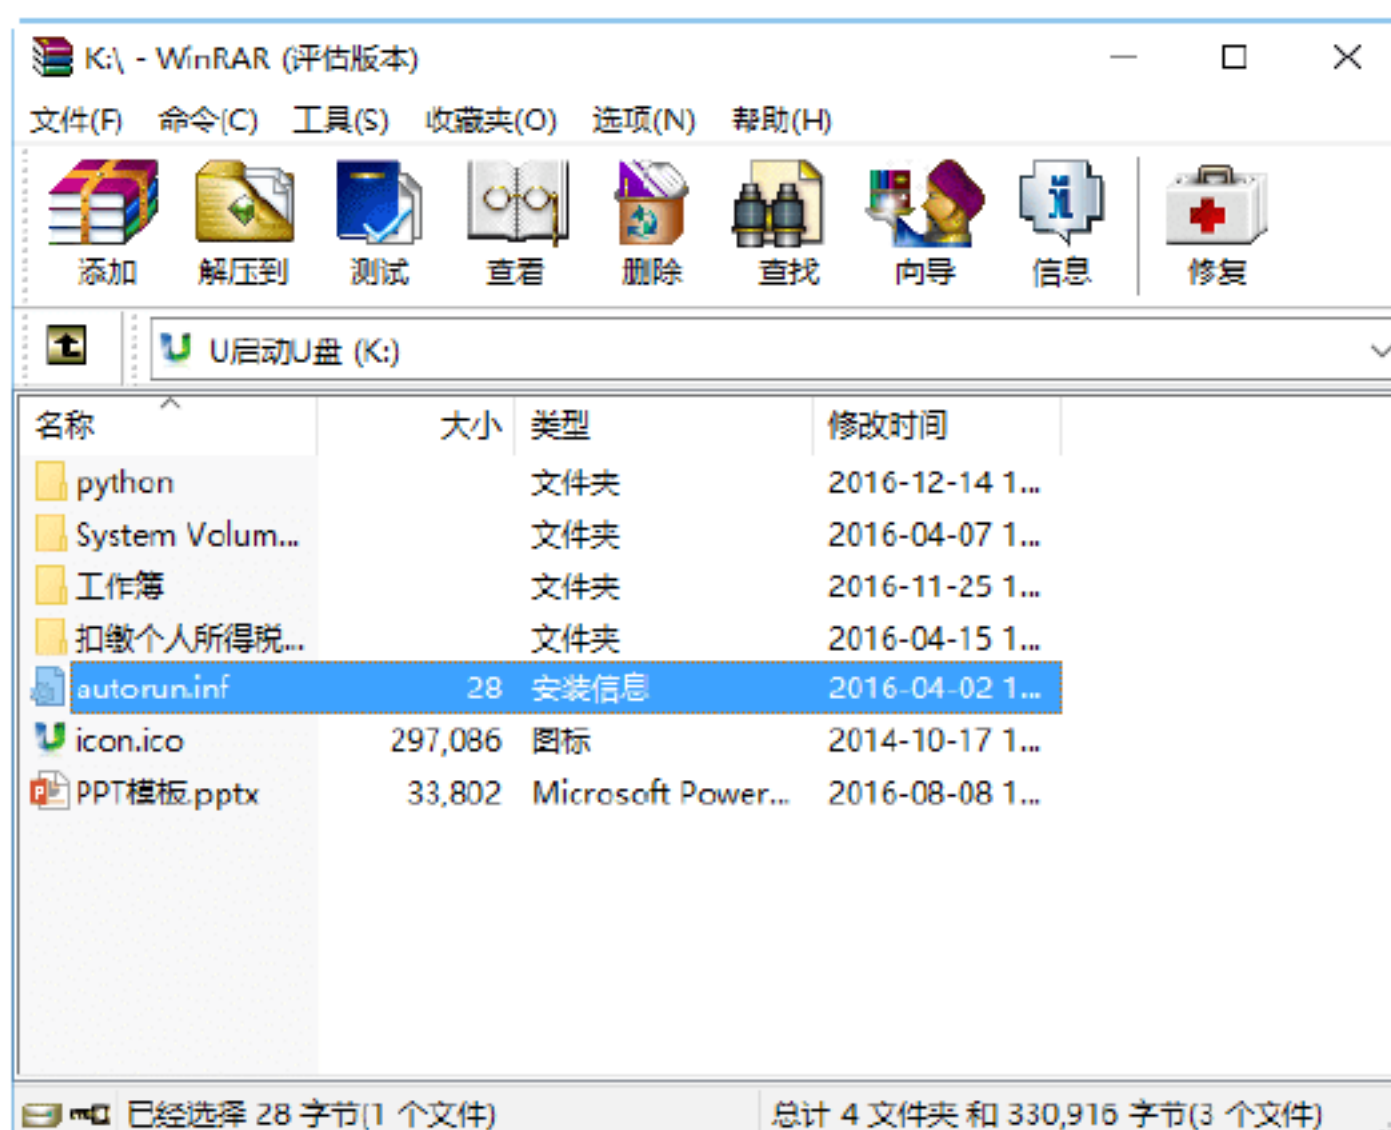 K:\ - WinRAR (评估版本)
文件(F) 命令(C) 工具(S) 收藏夹(O) 选项(N) 帮助(H)
添加 解压到 测试 查看 删除 查找 向导 信息 修复
U启动U盘 (K:)
名称 大小 类型 修改时间
python 文件夹 2016-12-14 1...
System Volum... 文件夹 2016-04-07 1...
工作簿 文件夹 2016-11-25 1...
扣缴个人所得税... 文件夹 2016-04-15 1...
autorun.inf 28 安装信息 2016-04-02 1...
icon.ico 297,086 图标 2014-10-17 1...
PPT模板.pptx 33,802 Microsoft Power... 2016-08-08 1...
已经选择 28 字节(1 个文件) 总计 4 文件夹 和 330,916 字节(3 个文件)